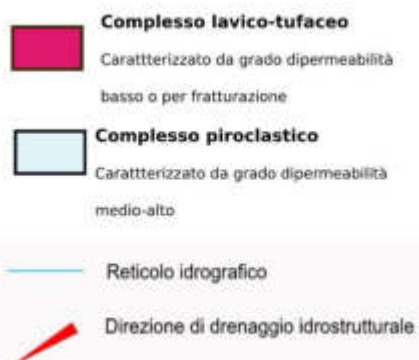 Complesso lavico-tufaceo
Carattterizzato da grado dipermeabilità
basso o per fratturazione
Complesso piroclastico
Carattterizzato da grado dipermeabilità
medio-alto
Reticolo idrografico
Direzione di drenaggio idrostrutturale